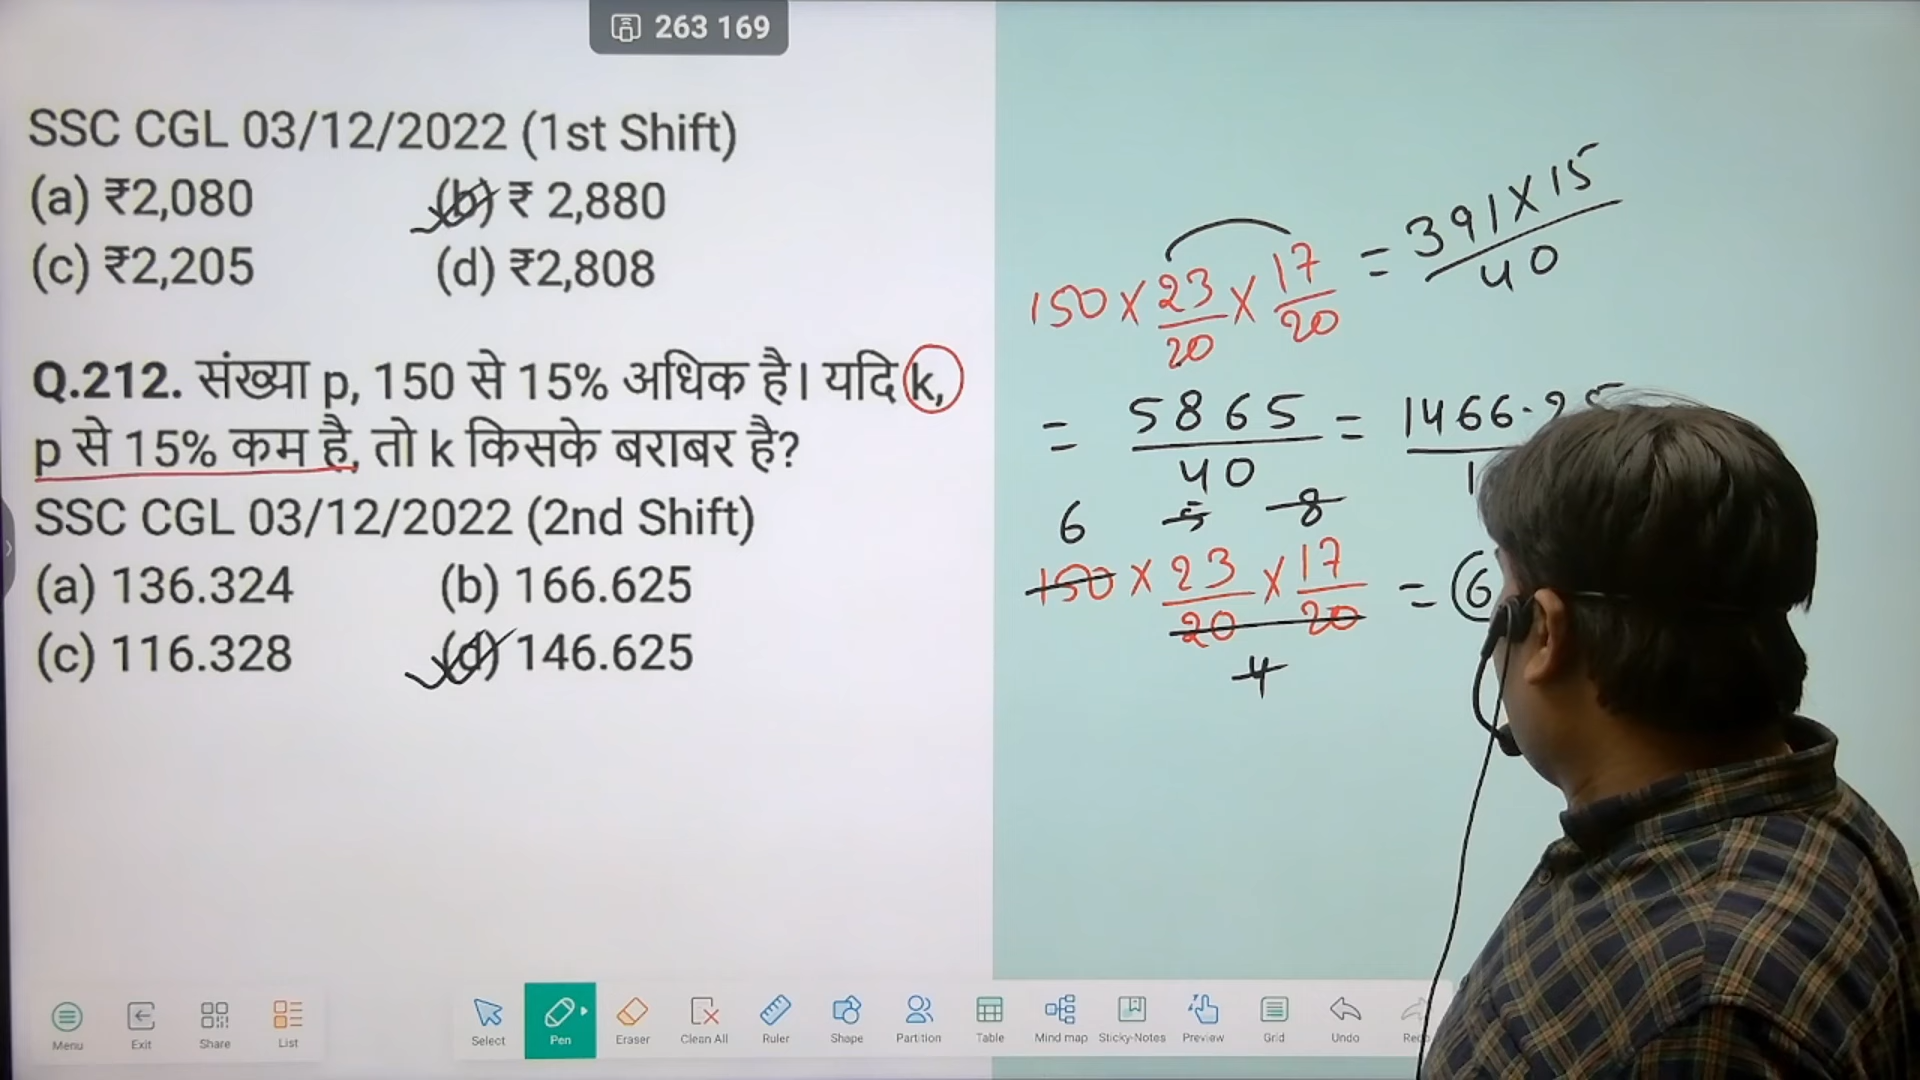 263 169
SSC CGL 03/12/2022 (1st Shift)
(a) ₹2,080 (b) ₹ 2,880
(c) ₹2,205 (d) ₹2,808
Q.212. संख्या p, 150 से 15% अधिक है। यदि k,
p से 15% कम है, तो k किसके बराबर है?
SSC CGL 03/12/2022 (2nd Shift)
(a) 136.324 (b) 166.625
(c) 116.328 (d) 146.625
150 × 23/20 × 17/20 = 391×15/40
= 5865/40 = 1466.2
6 5 8
150 × 23/20 × 17/20 = 6
4
Menu Exit Share List Select Pen Eraser Clean All Ruler Shape Partition Table Mind map Sticky-Notes Preview Grid Undo